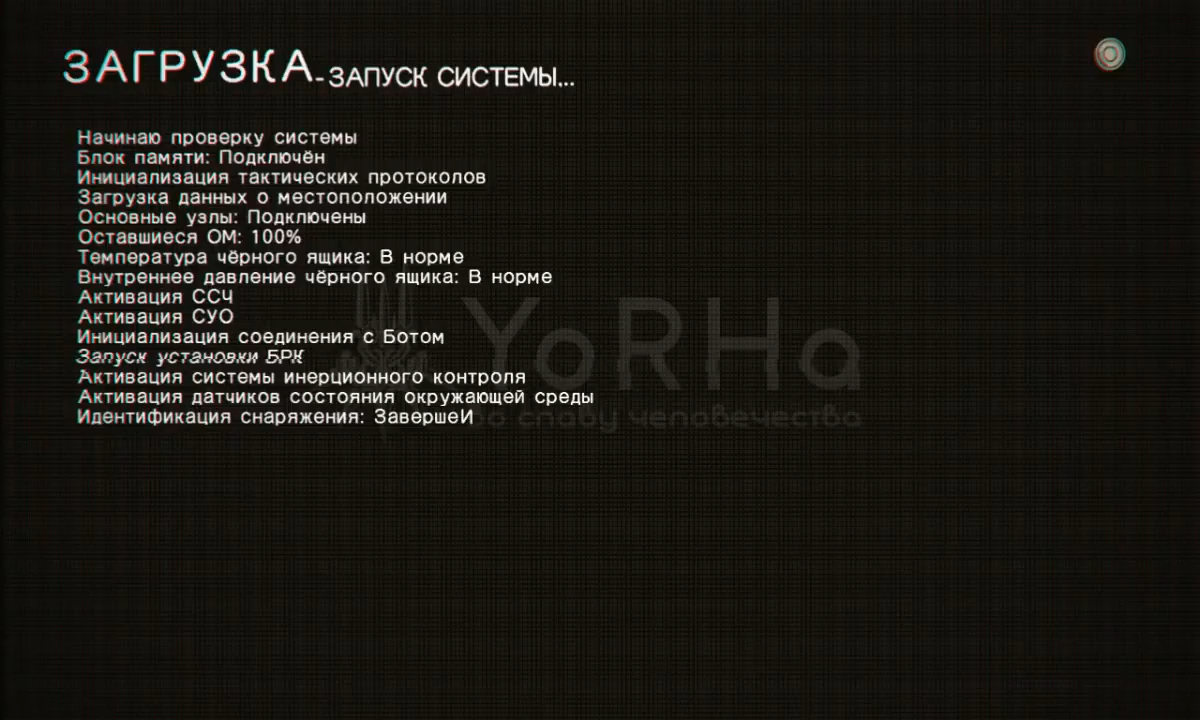 ЗАГРУЗКА-ЗАПУСК СИСТЕМЫ...
Начинаю проверку системы
Блок памяти: Подключён
Инициализация тактических протоколов
Загрузка данных о местоположении
Основные узлы: Подключены
Оставшиеся ОМ: 100%
Температура чёрного ящика: В норме
Внутреннее давление чёрного ящика: В норме
Активация ССЧ
Активация СУО
Инициализация соединения с Ботом
Запуск установки БРК
Активация системы инерционного контроля
Активация датчиков состояния окружающей среды
Идентификация снаряжения: ЗавершеИ
YoRHa
во славу человечества